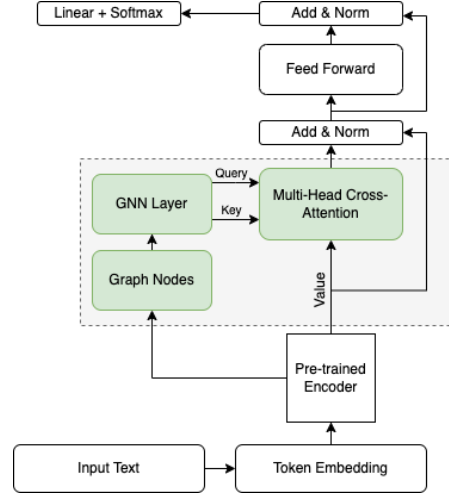 Linear + Softmax
Add & Norm
Feed Forward
Add & Norm
Query
GNN Layer
Multi-Head Cross-
Attention
Key
Graph Nodes
Value
Pre-trained
Encoder
Input Text
Token Embedding